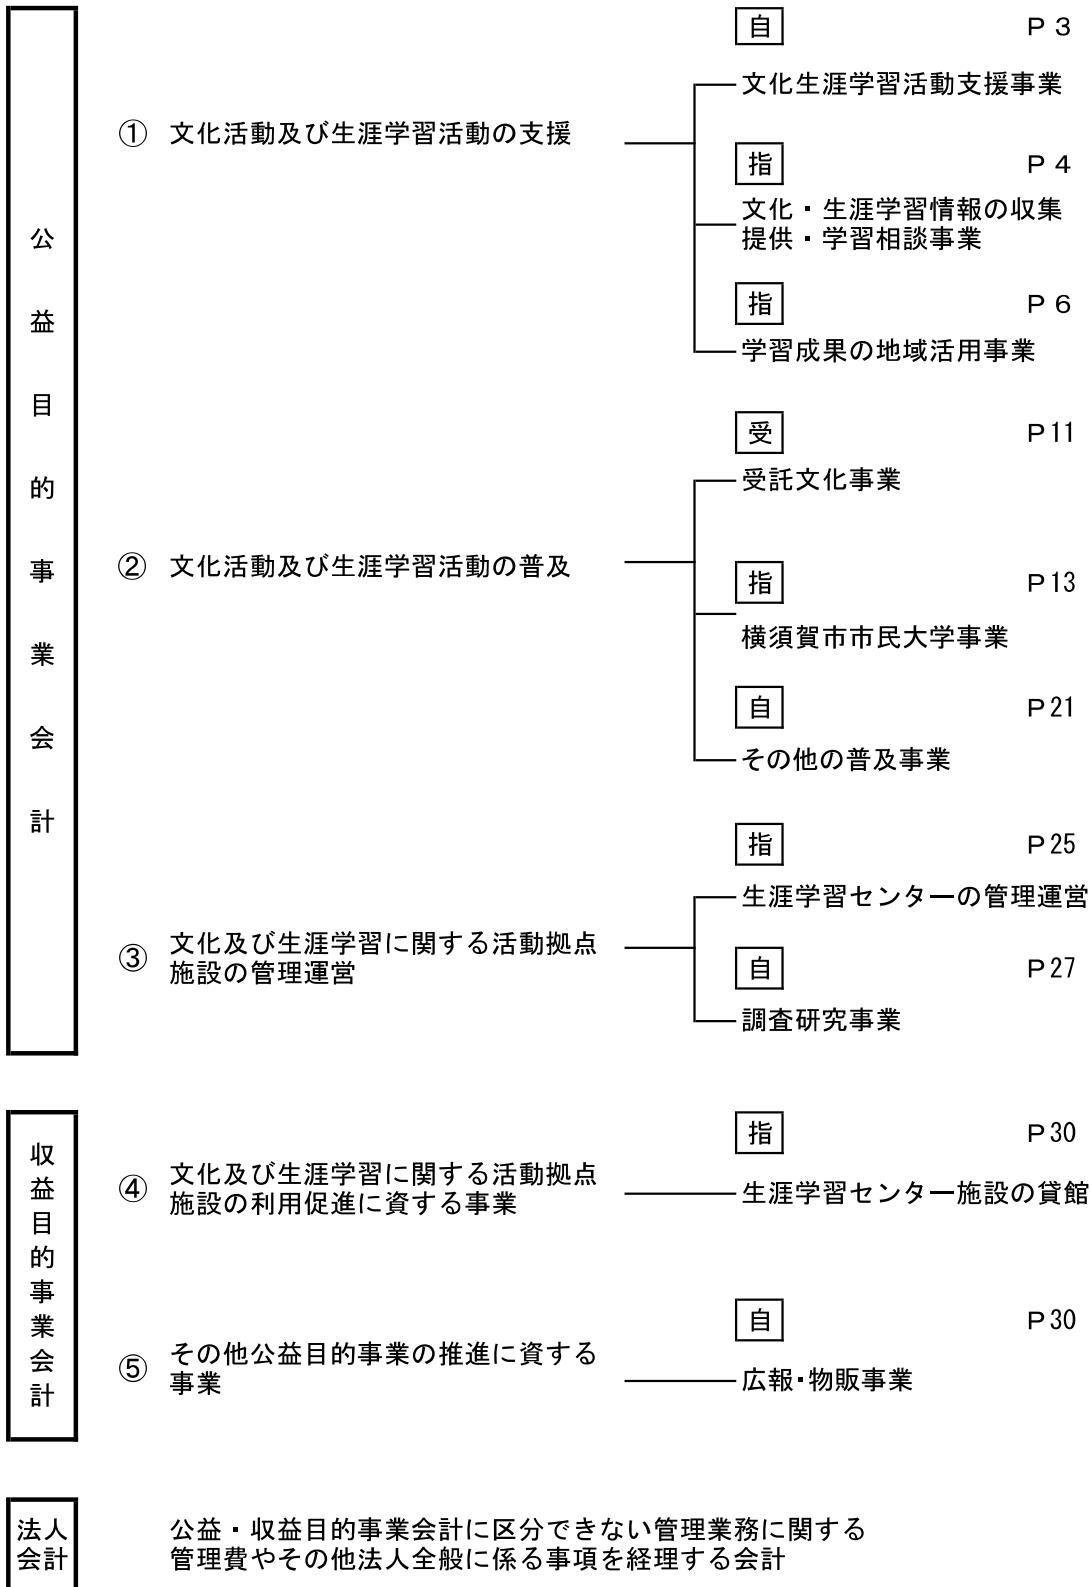 公益目的事業会計
① 文化活動及び生涯学習活動の支援
自 P 3
文化生涯学習活動支援事業
指 P 4
文化・生涯学習情報の収集
提供・学習相談事業
指 P 6
学習成果の地域活用事業
② 文化活動及び生涯学習活動の普及
受 P11
受託文化事業
指 P13
横須賀市市民大学事業
自 P21
その他の普及事業
③ 文化及び生涯学習に関する活動拠点
施設の管理運営
指 P25
生涯学習センターの管理運営
自 P27
調査研究事業
収益目的事業会計
④ 文化及び生涯学習に関する活動拠点
施設の利用促進に資する事業
指 P30
生涯学習センター施設の貸館
⑤ その他公益目的事業の推進に資する
事業
自 P30
広報・物販事業
法人
会計
公益・収益目的事業会計に区分できない管理業務に関する
管理費やその他法人全般に係る事項を経理する会計